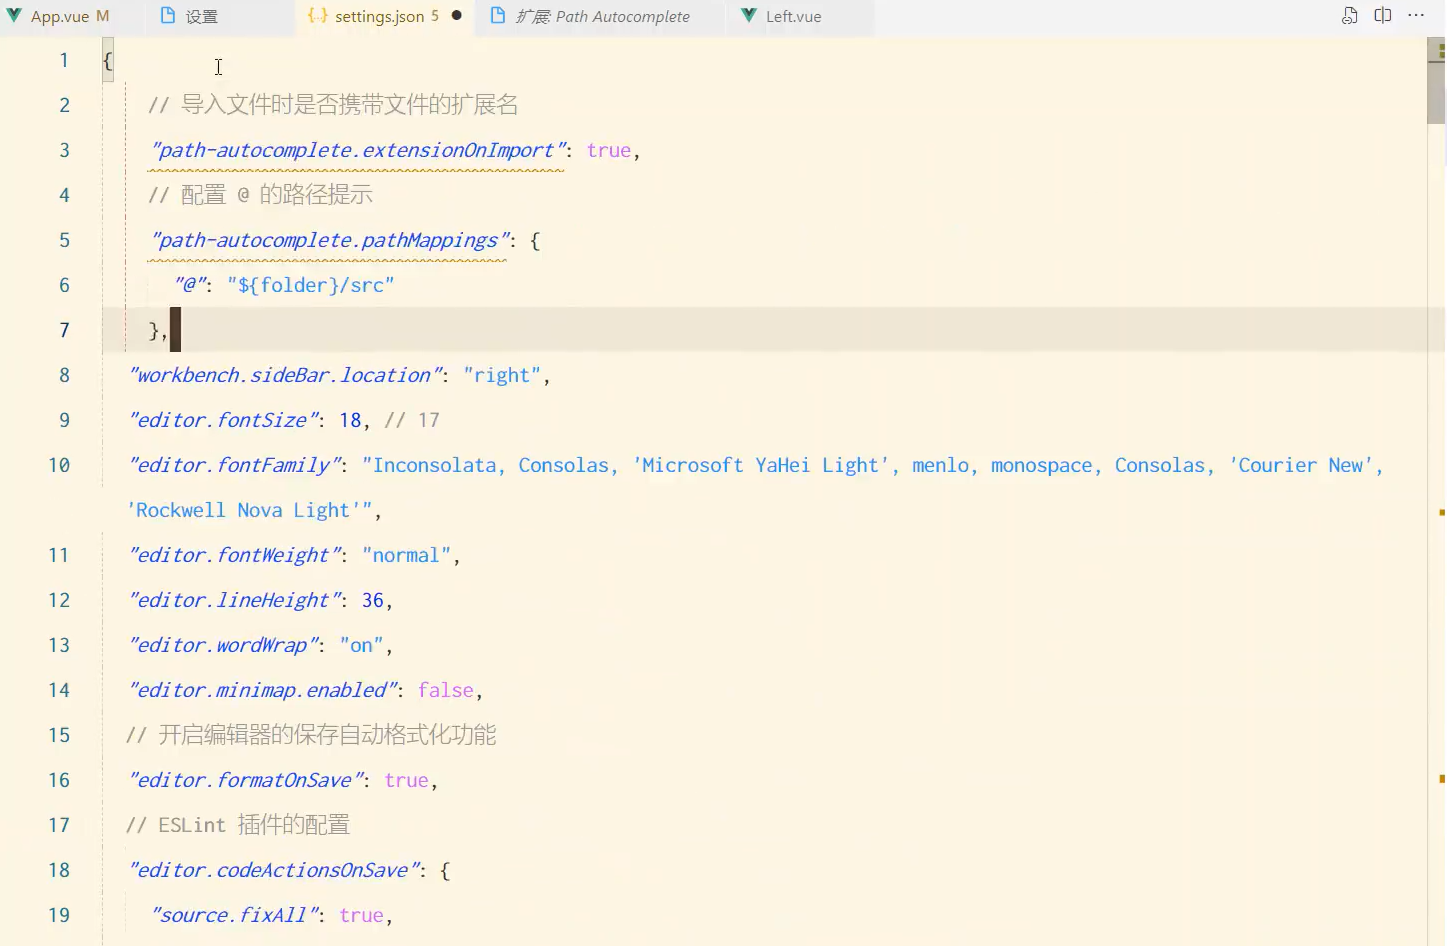 App.vue M 设置 settings.json 5 扩展: Path Autocomplete Left.vue
1 {
2 // 导入文件时是否携带文件的扩展名
3 "path-autocomplete.extensionOnImport": true,
4 // 配置 @ 的路径提示
5 "path-autocomplete.pathMappings": {
6 "@": "${folder}/src"
7 },
8 "workbench.sideBar.location": "right",
9 "editor.fontSize": 18, // 17
10 "editor.fontFamily": "Inconsolata, Consolas, 'Microsoft YaHei Light', menlo, monospace, Consolas, 'Courier New',
'Rockwell Nova Light'",
11 "editor.fontWeight": "normal",
12 "editor.lineHeight": 36,
13 "editor.wordWrap": "on",
14 "editor.minimap.enabled": false,
15 // 开启编辑器的保存自动格式化功能
16 "editor.formatOnSave": true,
17 // ESLint 插件的配置
18 "editor.codeActionsOnSave": {
19 "source.fixAll": true,